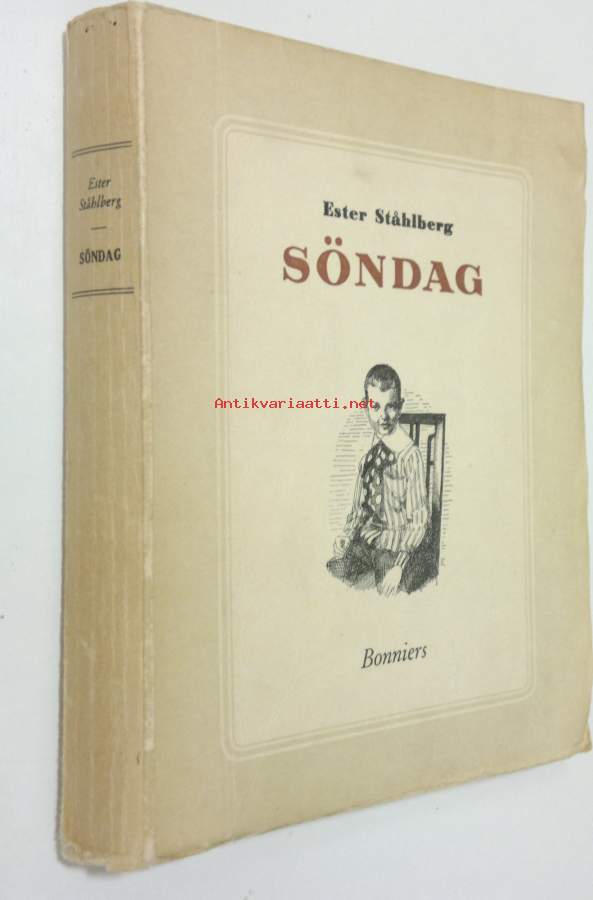 Ester
Ståhlberg
SÖNDAG
Ester Ståhlberg
SÖNDAG
Antikvariaatti.net
Bonniers